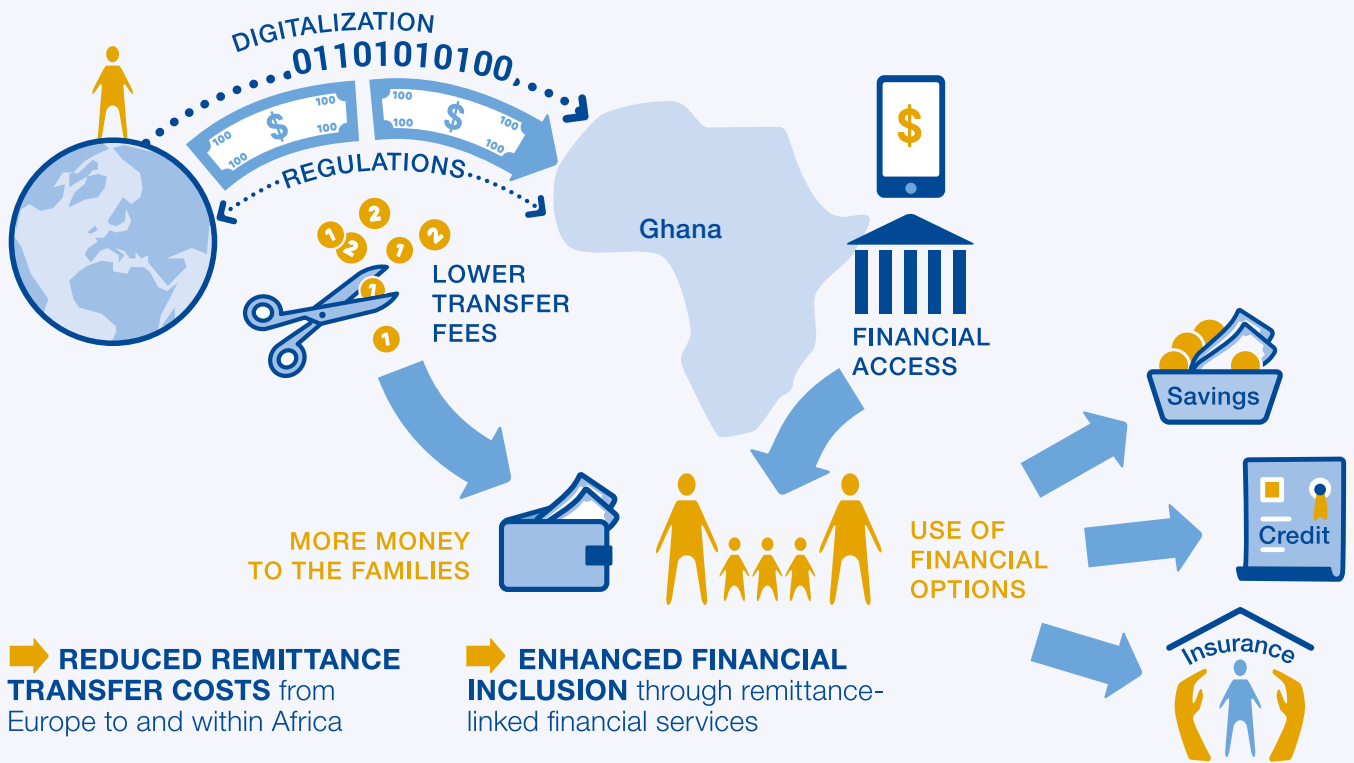 DIGITALIZATION
01101010100
100 $ 100
100 100
100 $ 100
100 100
REGULATIONS
1 2 2
2 1
1
1
LOWER
TRANSFER
FEES
Ghana
$
FINANCIAL
ACCESS
MORE MONEY
TO THE FAMILIES
USE OF
FINANCIAL
OPTIONS
Savings
Credit
Insurance
REDUCED REMITTANCE
TRANSFER COSTS from
Europe to and within Africa
ENHANCED FINANCIAL
INCLUSION through remittance-
linked financial services